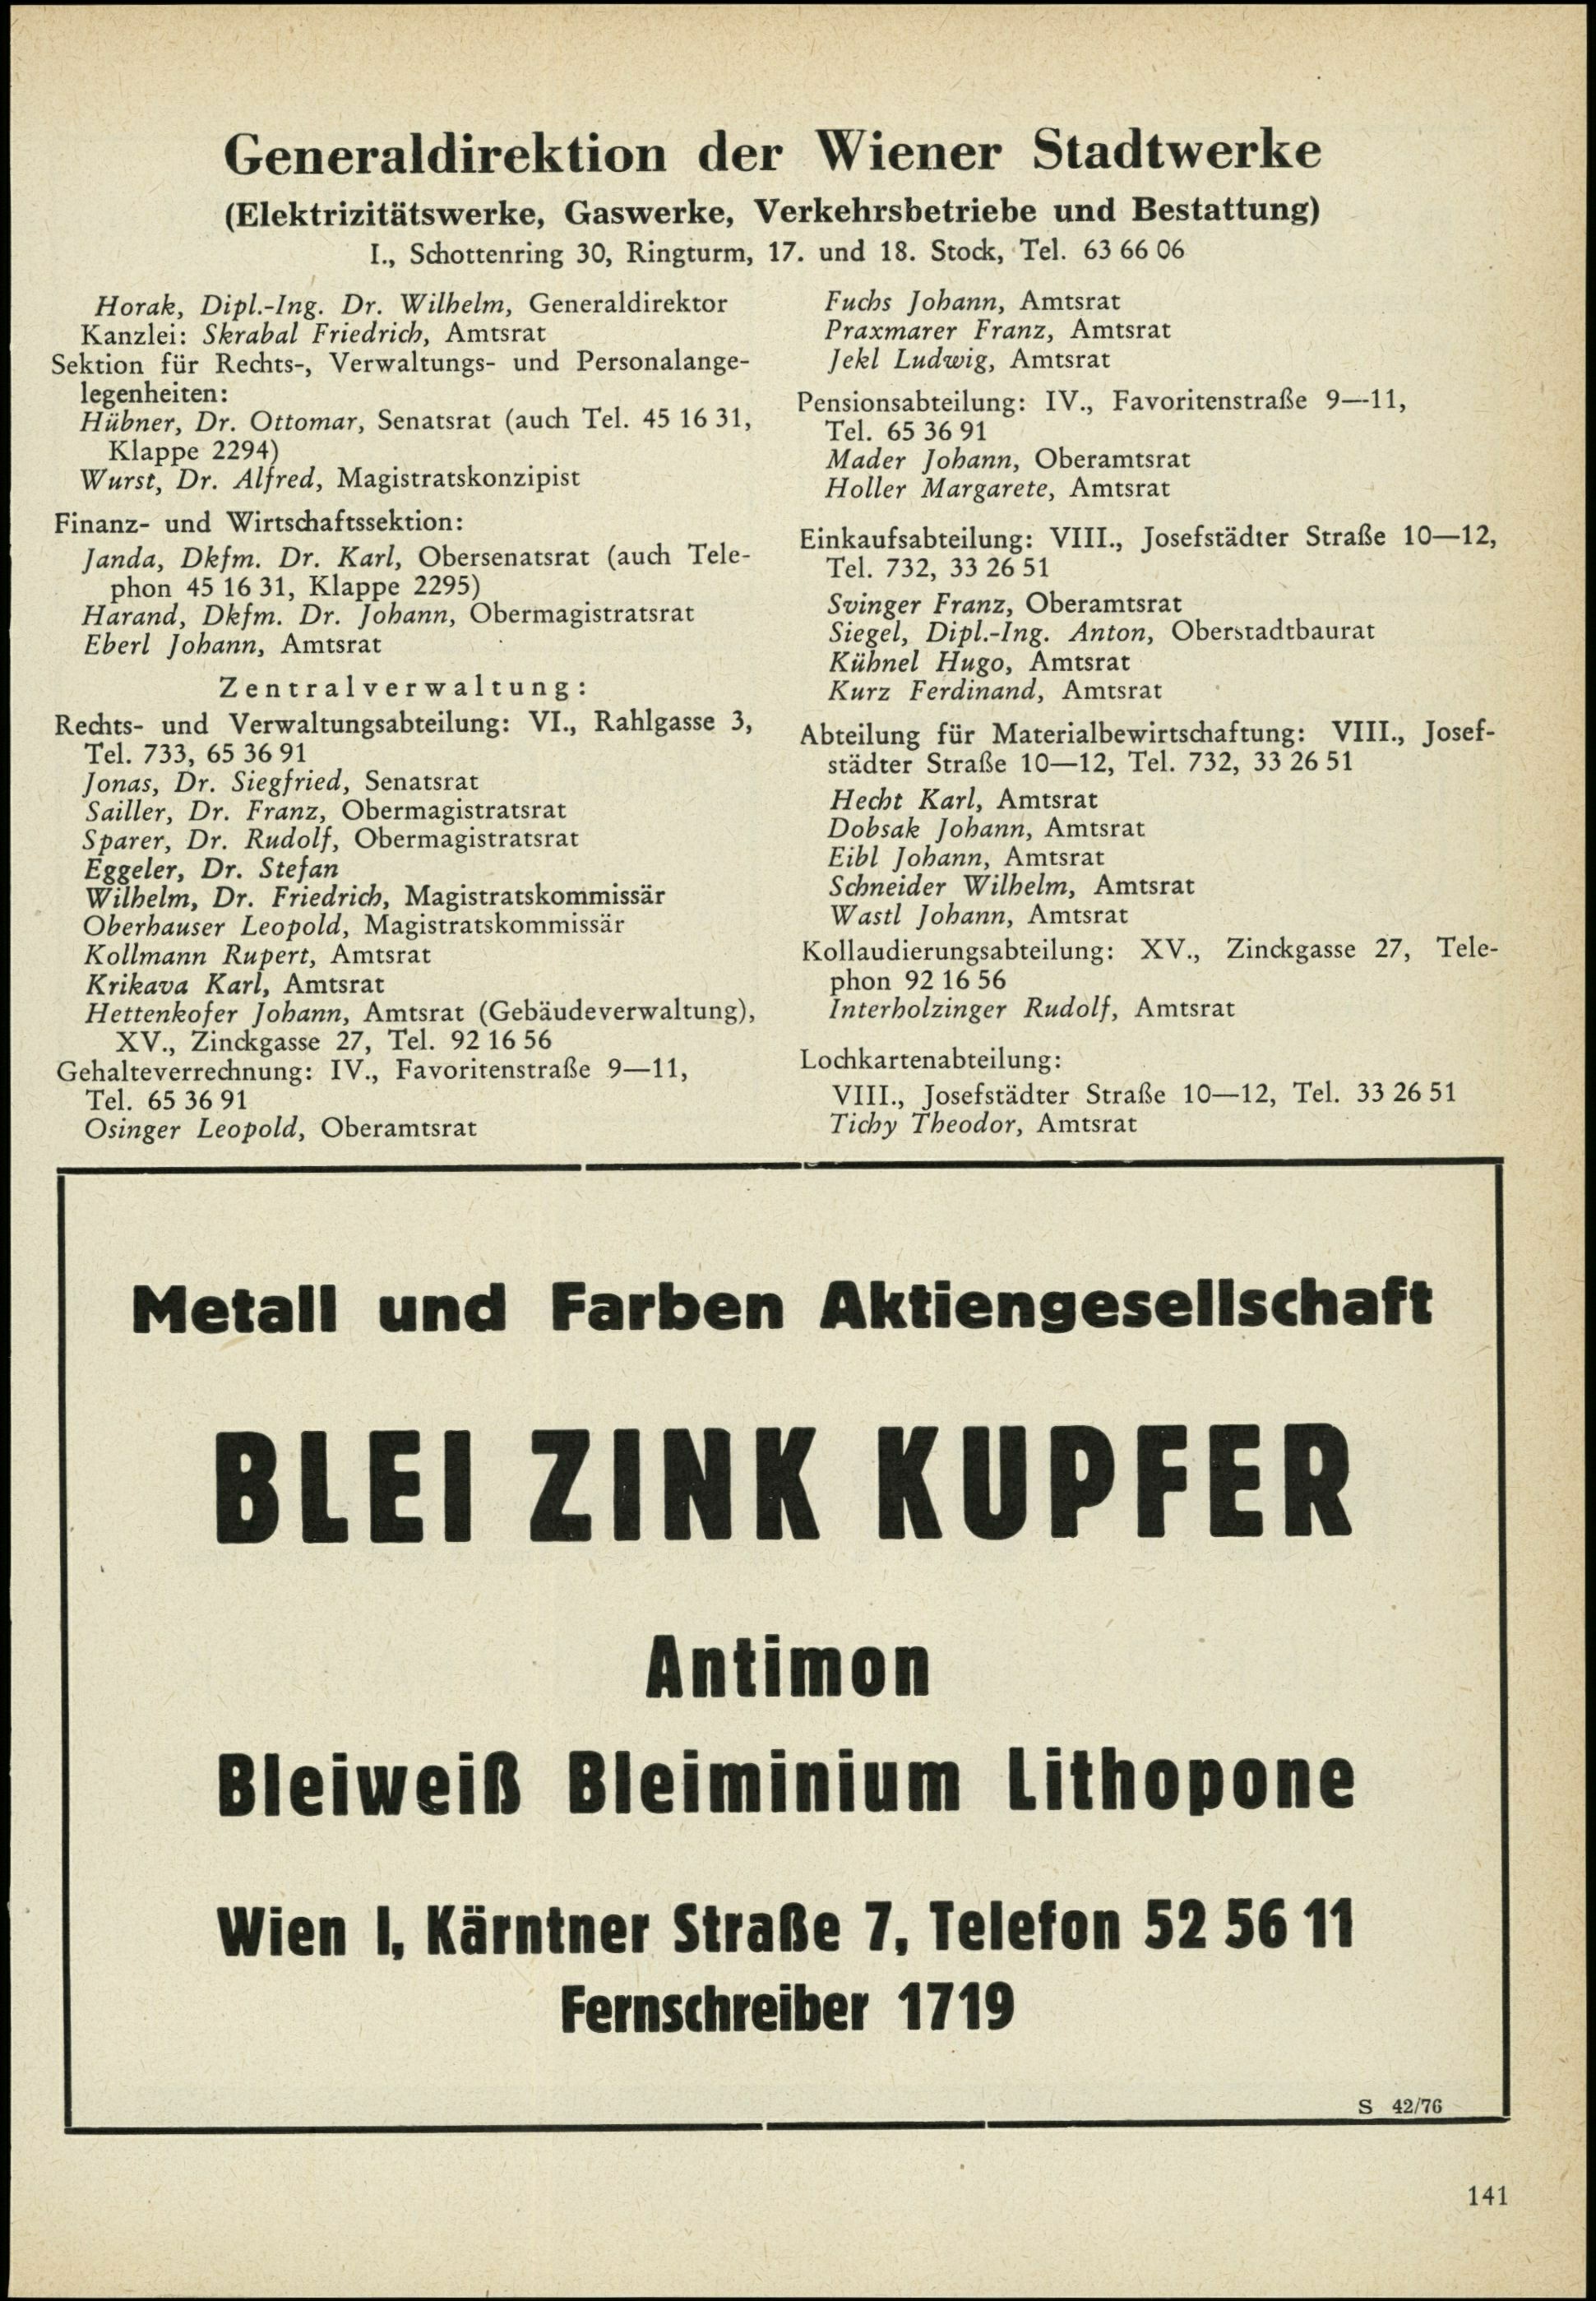 Generaldirektion der Wiener Stadtwerke
(Elektrizitätswerke, Gaswerke, Verkehrsbetriebe und Bestattung)
I., Schottenring 30, Ringturm, 17. und 18. Stock, Tel. 63 66 06
Horak, Dipl.-Ing. Dr. Wilhelm, Generaldirektor
Kanzlei: Skrabal Friedrich, Amtsrat
Sektion für Rechts-, Verwaltungs- und Personalange-
legenheiten:
Hübner, Dr. Ottomar, Senatsrat (auch Tel. 45 16 31,
Klappe 2294)
Wurst, Dr. Alfred, Magistratskonzipist
Finanz- und Wirtschaftssektion:
Janda, Dkfm. Dr. Karl, Obersenatsrat (auch Tele-
phon 45 16 31, Klappe 2295)
Harand, Dkfm. Dr. Johann, Obermagistratsrat
Eberl Johann, Amtsrat
Zentralverwaltung:
Rechts- und Verwaltungsabteilung: VI., Rahlgasse 3,
Tel. 733, 65 36 91
Jonas, Dr. Siegfried, Senatsrat
Sailler, Dr. Franz, Obermagistratsrat
Sparer, Dr. Rudolf, Obermagistratsrat
Eggeler, Dr. Stefan
Wilhelm, Dr. Friedrich, Magistratskommissär
Oberhauser Leopold, Magistratskommissär
Kollmann Rupert, Amtsrat
Krikava Karl, Amtsrat
Hettenkofer Johann, Amtsrat (Gebäudeverwaltung),
XV., Zinckgasse 27, Tel. 92 16 56
Gehalteverrechnung: IV., Favoritenstraße 9—11,
Tel. 65 36 91
Osinger Leopold, Oberamtsrat
Fuchs Johann, Amtsrat
Praxmarer Franz, Amtsrat
Jekl Ludwig, Amtsrat
Pensionsabteilung: IV., Favoritenstraße 9—11,
Tel. 65 36 91
Mader Johann, Oberamtsrat
Holler Margarete, Amtsrat
Einkaufsabteilung: VIII., Josefstädter Straße 10—12,
Tel. 732, 33 26 51
Svinger Franz, Oberamtsrat
Siegel, Dipl.-Ing. Anton, Oberstadtbaurat
Kühnel Hugo, Amtsrat
Kurz Ferdinand, Amtsrat
Abteilung für Materialbewirtschaftung: VIII., Josef-
städter Straße 10—12, Tel. 732, 33 26 51
Hecht Karl, Amtsrat
Dobsak Johann, Amtsrat
Eibl Johann, Amtsrat
Schneider Wilhelm, Amtsrat
Wastl Johann, Amtsrat
Kollaudierungsabteilung: XV., Zinckgasse 27, Tele-
phon 92 16 56
Interholzinger Rudolf, Amtsrat
Lochkartenabteilung:
VIII., Josefstädter Straße 10—12, Tel. 33 26 51
Tichy Theodor, Amtsrat
Metall und Farben Aktiengesellschaft
BLEI ZINK KUPFER
Antimon
Bleiweiß Bleiminium Lithopone
Wien I, Kärntner Straße 7, Telefon 52 56 11
Fernschreiber 1719
S 42/76
141